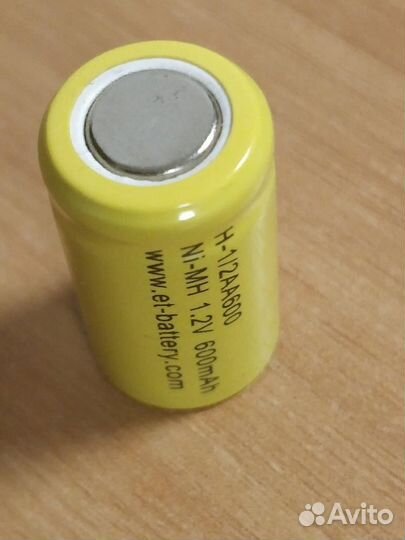 H-1/2AA600
Ni-MH 1.2V 600mAh
www.et-battery.com
Avito